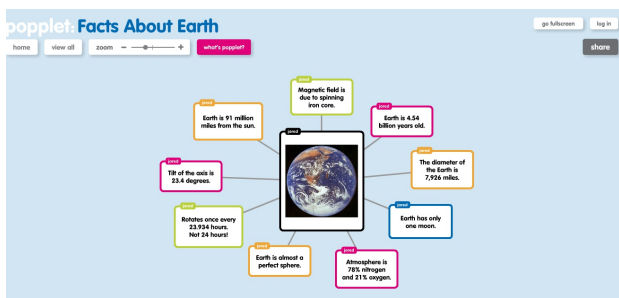 popplet: Facts About Earth
go fullscreen
log in
home
view all
zoom
what's popplet?
share
jared
Magnetic field is
due to spinning
iron core.
jared
Earth is 91 million
miles from the sun.
jared
Earth is 4.54
billion years old.
jared
jared
The diameter of
the Earth is
7,926 miles.
jared
Tilt of the axis is
23.4 degrees.
jared
Earth has only
one moon.
jared
Rotates once every
23.934 hours.
Not 24 hours!
jared
Earth is almost a
perfect sphere.
jared
Atmosphere is
78% nitrogen
and 21% oxygen.